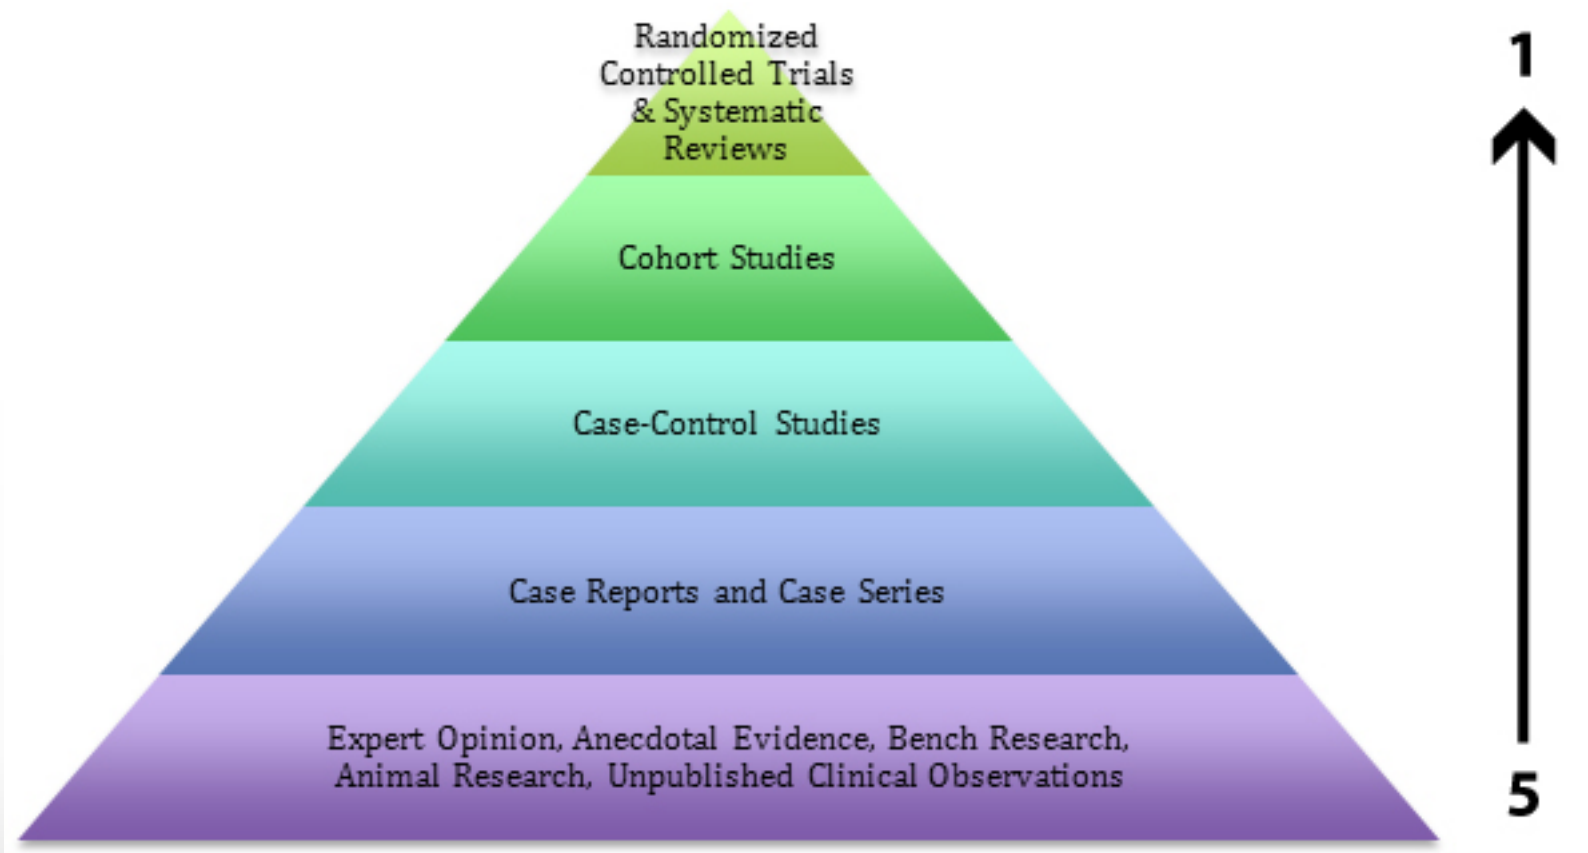 Randomized
Controlled Trials
& Systematic
Reviews
1
Cohort Studies
Case-Control Studies
Case Reports and Case Series
Expert Opinion, Anecdotal Evidence, Bench Research,
Animal Research, Unpublished Clinical Observations
5